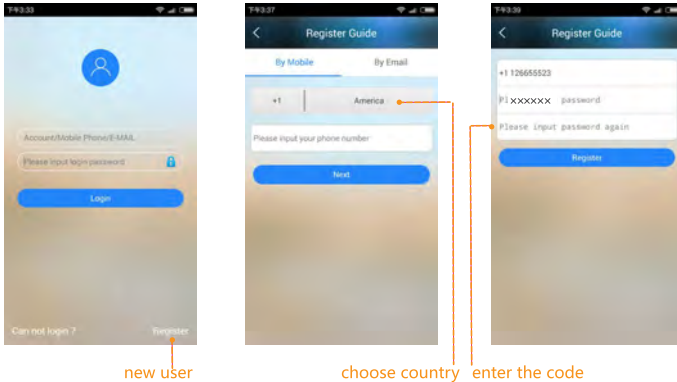 下午3:33
Account/Mobile Phone/E-MAIL
Please input login password
Login
Can not login ?
Register
new user
下午3:37
Register Guide
By Mobile
By Email
+1
America
Please input your phone number
Next
choose country
下午3:39
Register Guide
+1 126655523
Pl xxxxxx password
Please input password again
Register
enter the code